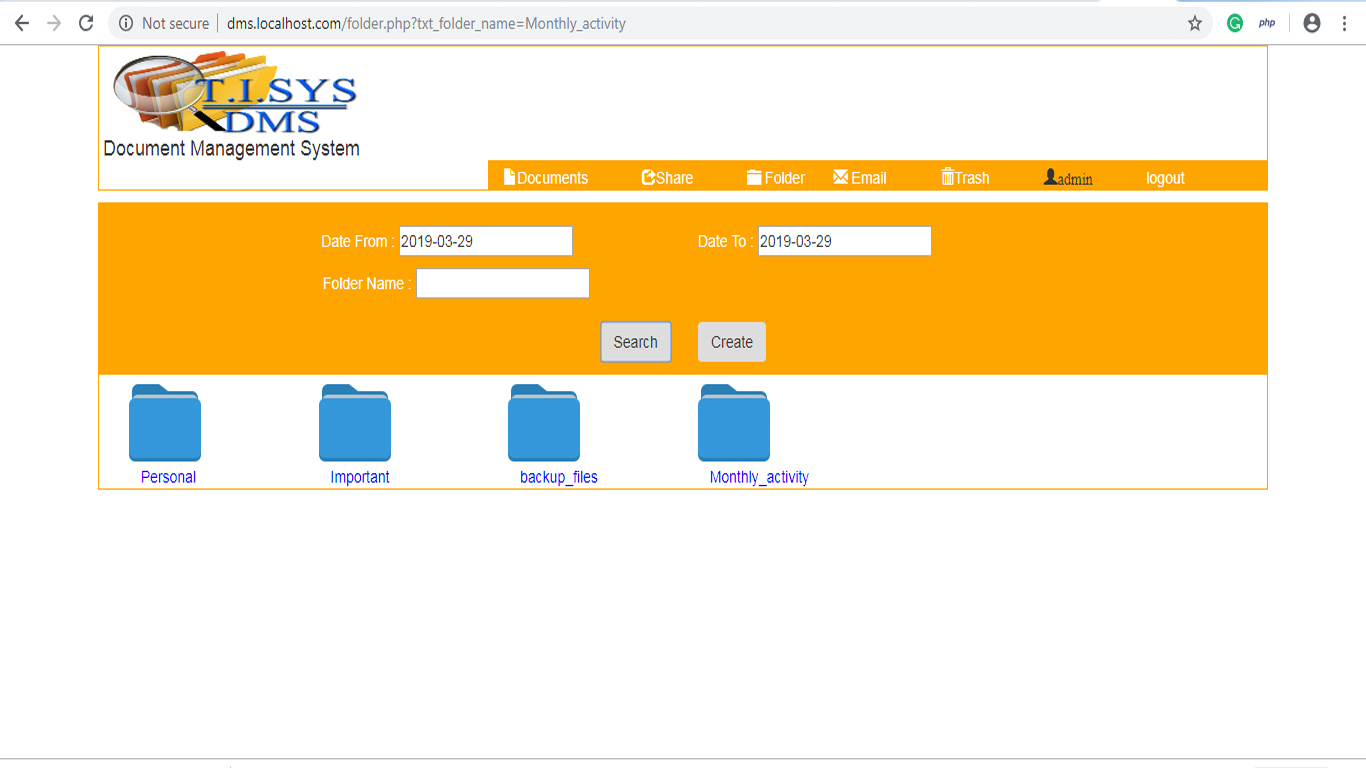 Not secure dms.localhost.com/folder.php?txt_folder_name=Monthly_activity php
T.I.SYS
DMS
Document Management System
Documents Share Folder Email Trash admin logout
Date From : 2019-03-29 Date To : 2019-03-29
Folder Name :
Search Create
Personal Important backup_files Monthly_activity